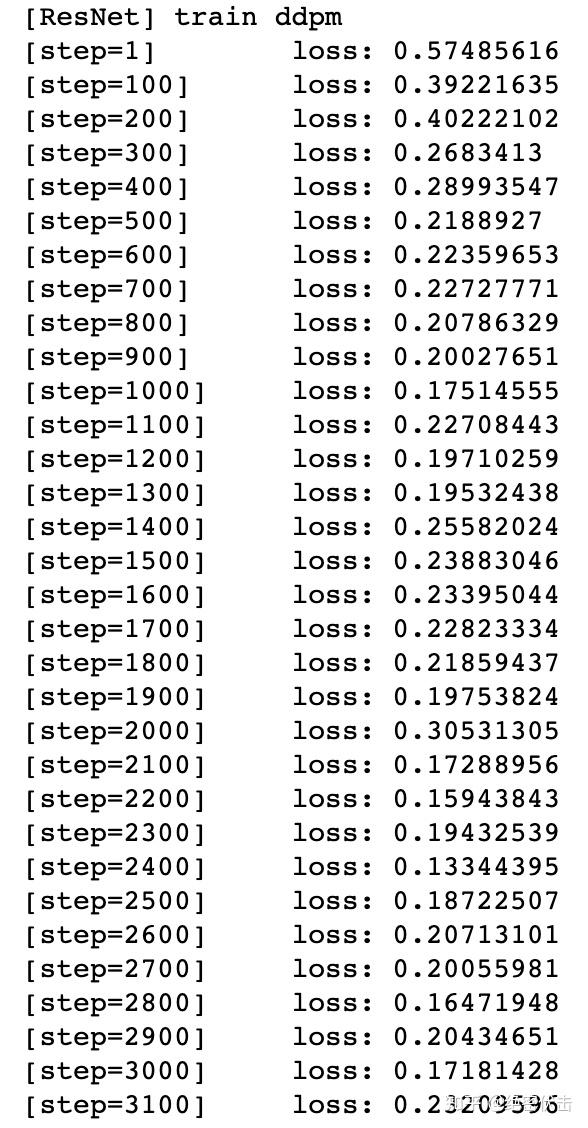 [ResNet] train ddpm
[step=1] loss: 0.57485616
[step=100] loss: 0.39221635
[step=200] loss: 0.40222102
[step=300] loss: 0.2683413
[step=400] loss: 0.28993547
[step=500] loss: 0.2188927
[step=600] loss: 0.22359653
[step=700] loss: 0.22727771
[step=800] loss: 0.20786329
[step=900] loss: 0.20027651
[step=1000] loss: 0.17514555
[step=1100] loss: 0.22708443
[step=1200] loss: 0.19710259
[step=1300] loss: 0.19532438
[step=1400] loss: 0.25582024
[step=1500] loss: 0.23883046
[step=1600] loss: 0.23395044
[step=1700] loss: 0.22823334
[step=1800] loss: 0.21859437
[step=1900] loss: 0.19753824
[step=2000] loss: 0.30531305
[step=2100] loss: 0.17288956
[step=2200] loss: 0.15943843
[step=2300] loss: 0.19432539
[step=2400] loss: 0.13344395
[step=2500] loss: 0.18722507
[step=2600] loss: 0.20713101
[step=2700] loss: 0.20055981
[step=2800] loss: 0.16471948
[step=2900] loss: 0.20434651
[step=3000] loss: 0.17181428
[step=3100] loss: